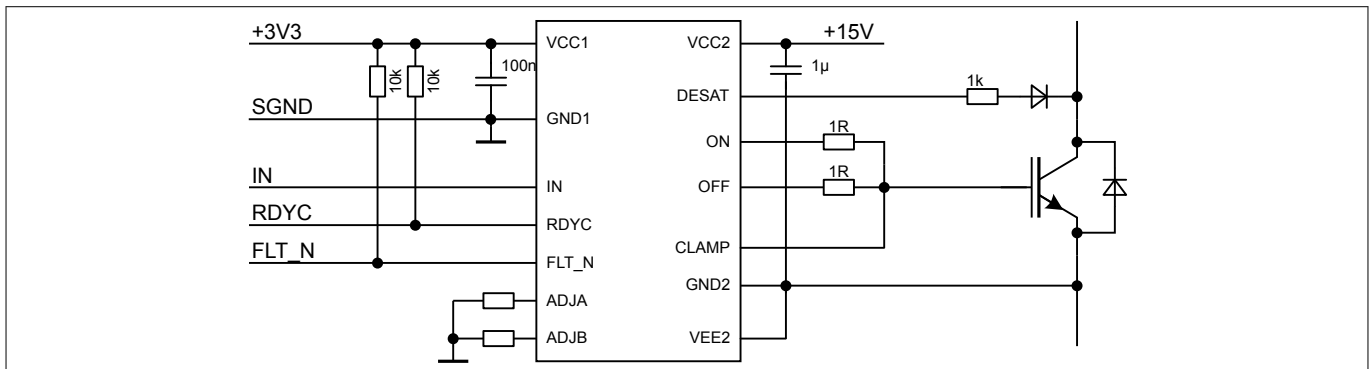 +3V3
VCC1
VCC2
+15V
10k
10k
100n
1µ
DESAT
1k
SGND
GND1
ON
1R
IN
IN
OFF
1R
RDYC
RDYC
CLAMP
FLT_N
FLT_N
GND2
ADJA
ADJB
VEE2